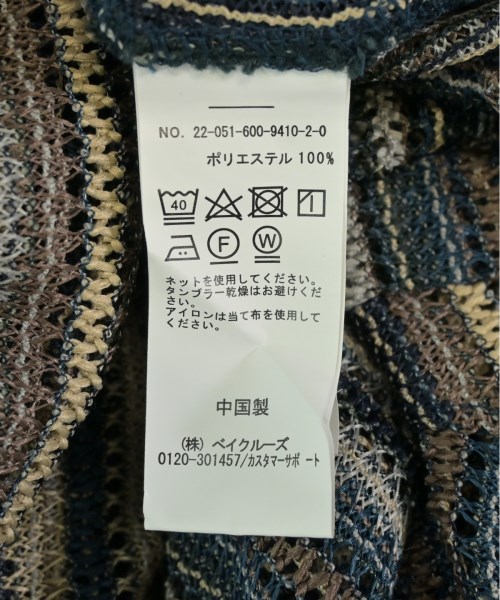 NO. 22-051-600-9410-2-0
ポリエステル 100%
40
F W
ネットを使用してください。
タンブラー乾燥はお避けくだ
さい。
アイロンは当て布を使用して
ください。
中国製
(株) ベイクルーズ
0120-301457/カスタマーサポート